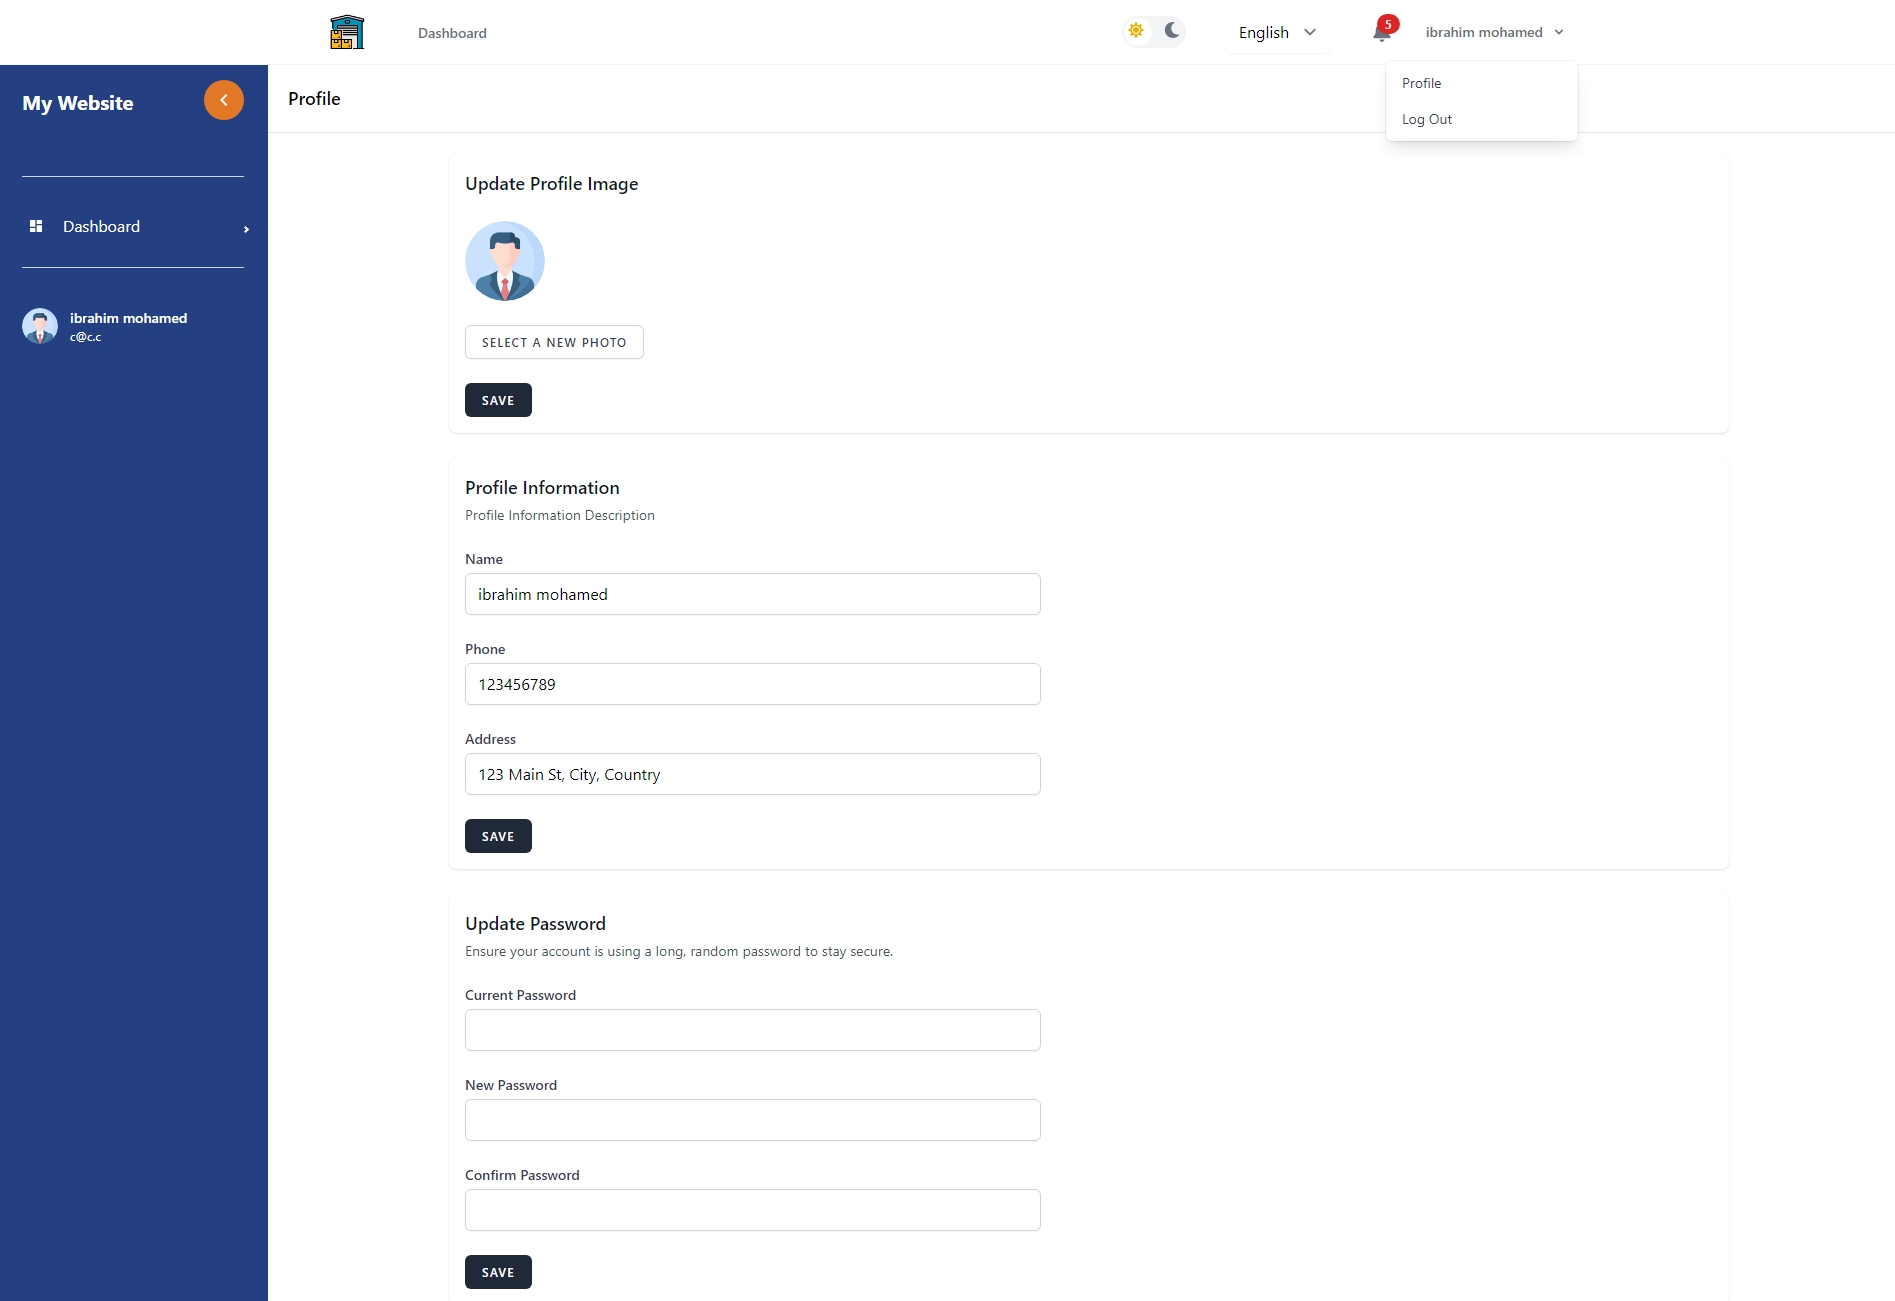 Dashboard
English
5
ibrahim mohamed
Profile
Log Out
My Website
Dashboard
ibrahim mohamed
c@c.c
Profile
Update Profile Image
SELECT A NEW PHOTO
SAVE
Profile Information
Profile Information Description
Name
ibrahim mohamed
Phone
123456789
Address
123 Main St, City, Country
SAVE
Update Password
Ensure your account is using a long, random password to stay secure.
Current Password
New Password
Confirm Password
SAVE